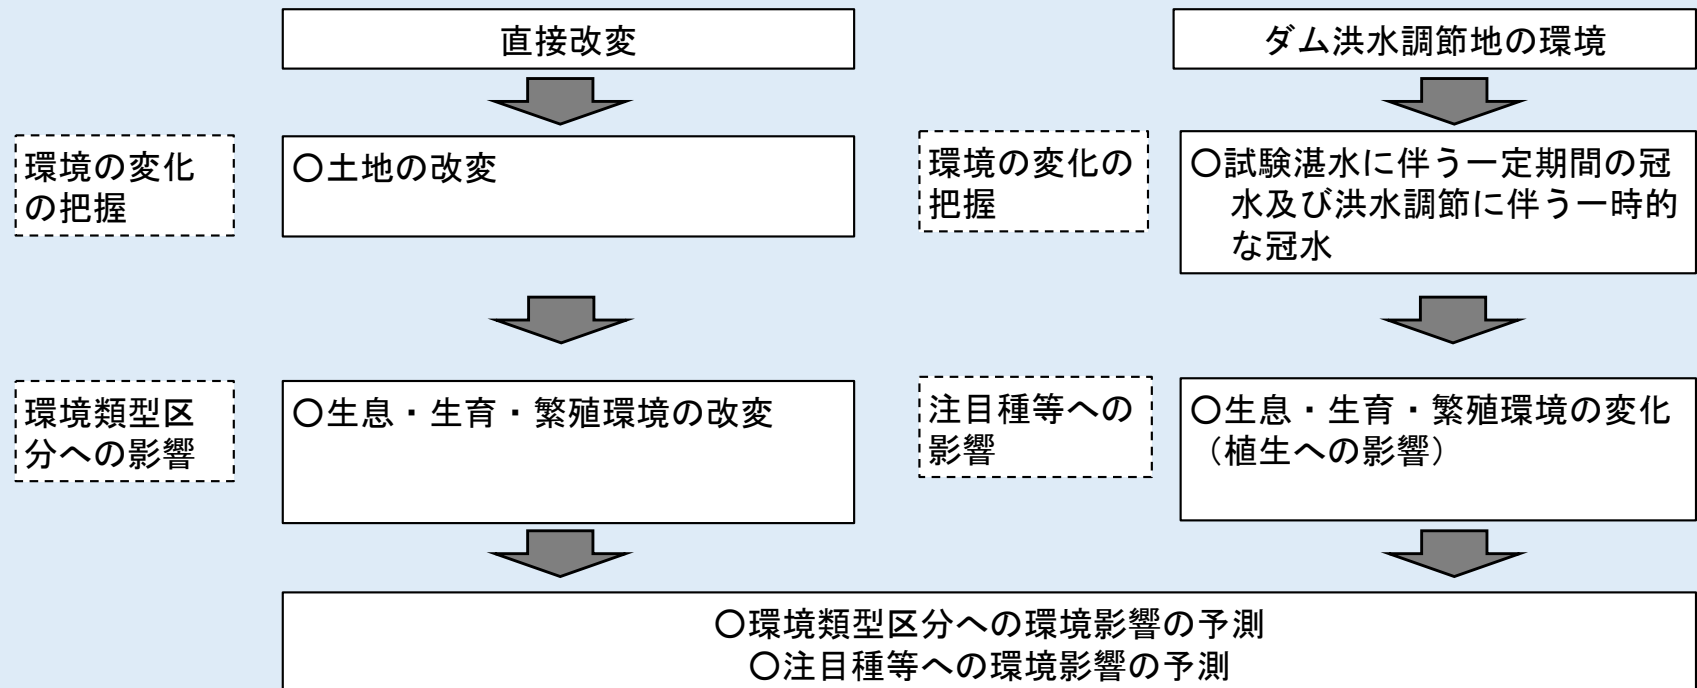 直接改変
ダム洪水調節地の環境
環境の変化
の把握
〇土地の改変
環境の変化の
把握
〇試験湛水に伴う一定期間の冠
水及び洪水調節に伴う一時的
な冠水
環境類型区
分への影響
〇生息・生育・繁殖環境の改変
注目種等への
影響
〇生息・生育・繁殖環境の変化
（植生への影響）
〇環境類型区分への環境影響の予測
〇注目種等への環境影響の予測